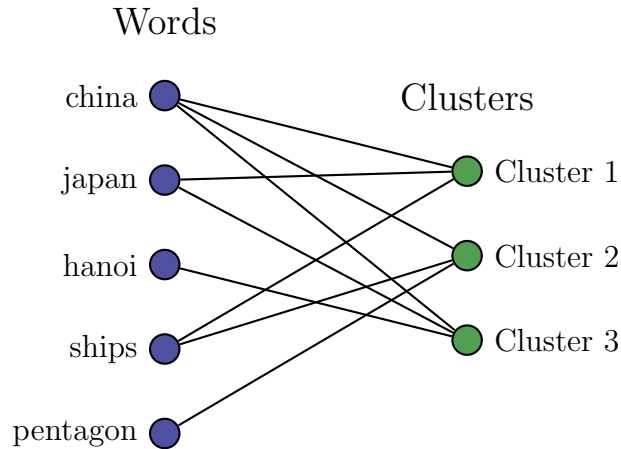 Words
china
japan
hanoi
ships
pentagon
Clusters
Cluster 1
Cluster 2
Cluster 3